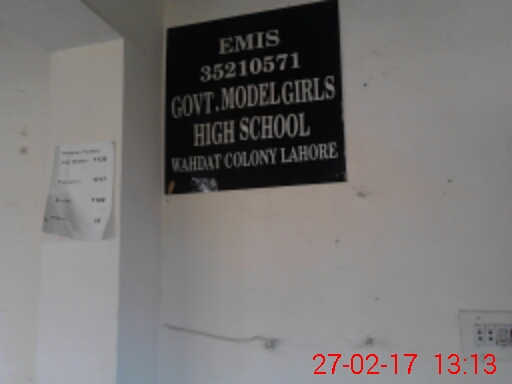 EMIS
35210571
GOVT. MODEL GIRLS
HIGH SCHOOL
WAHDAT COLONY LAHORE
27-02-17 13:13